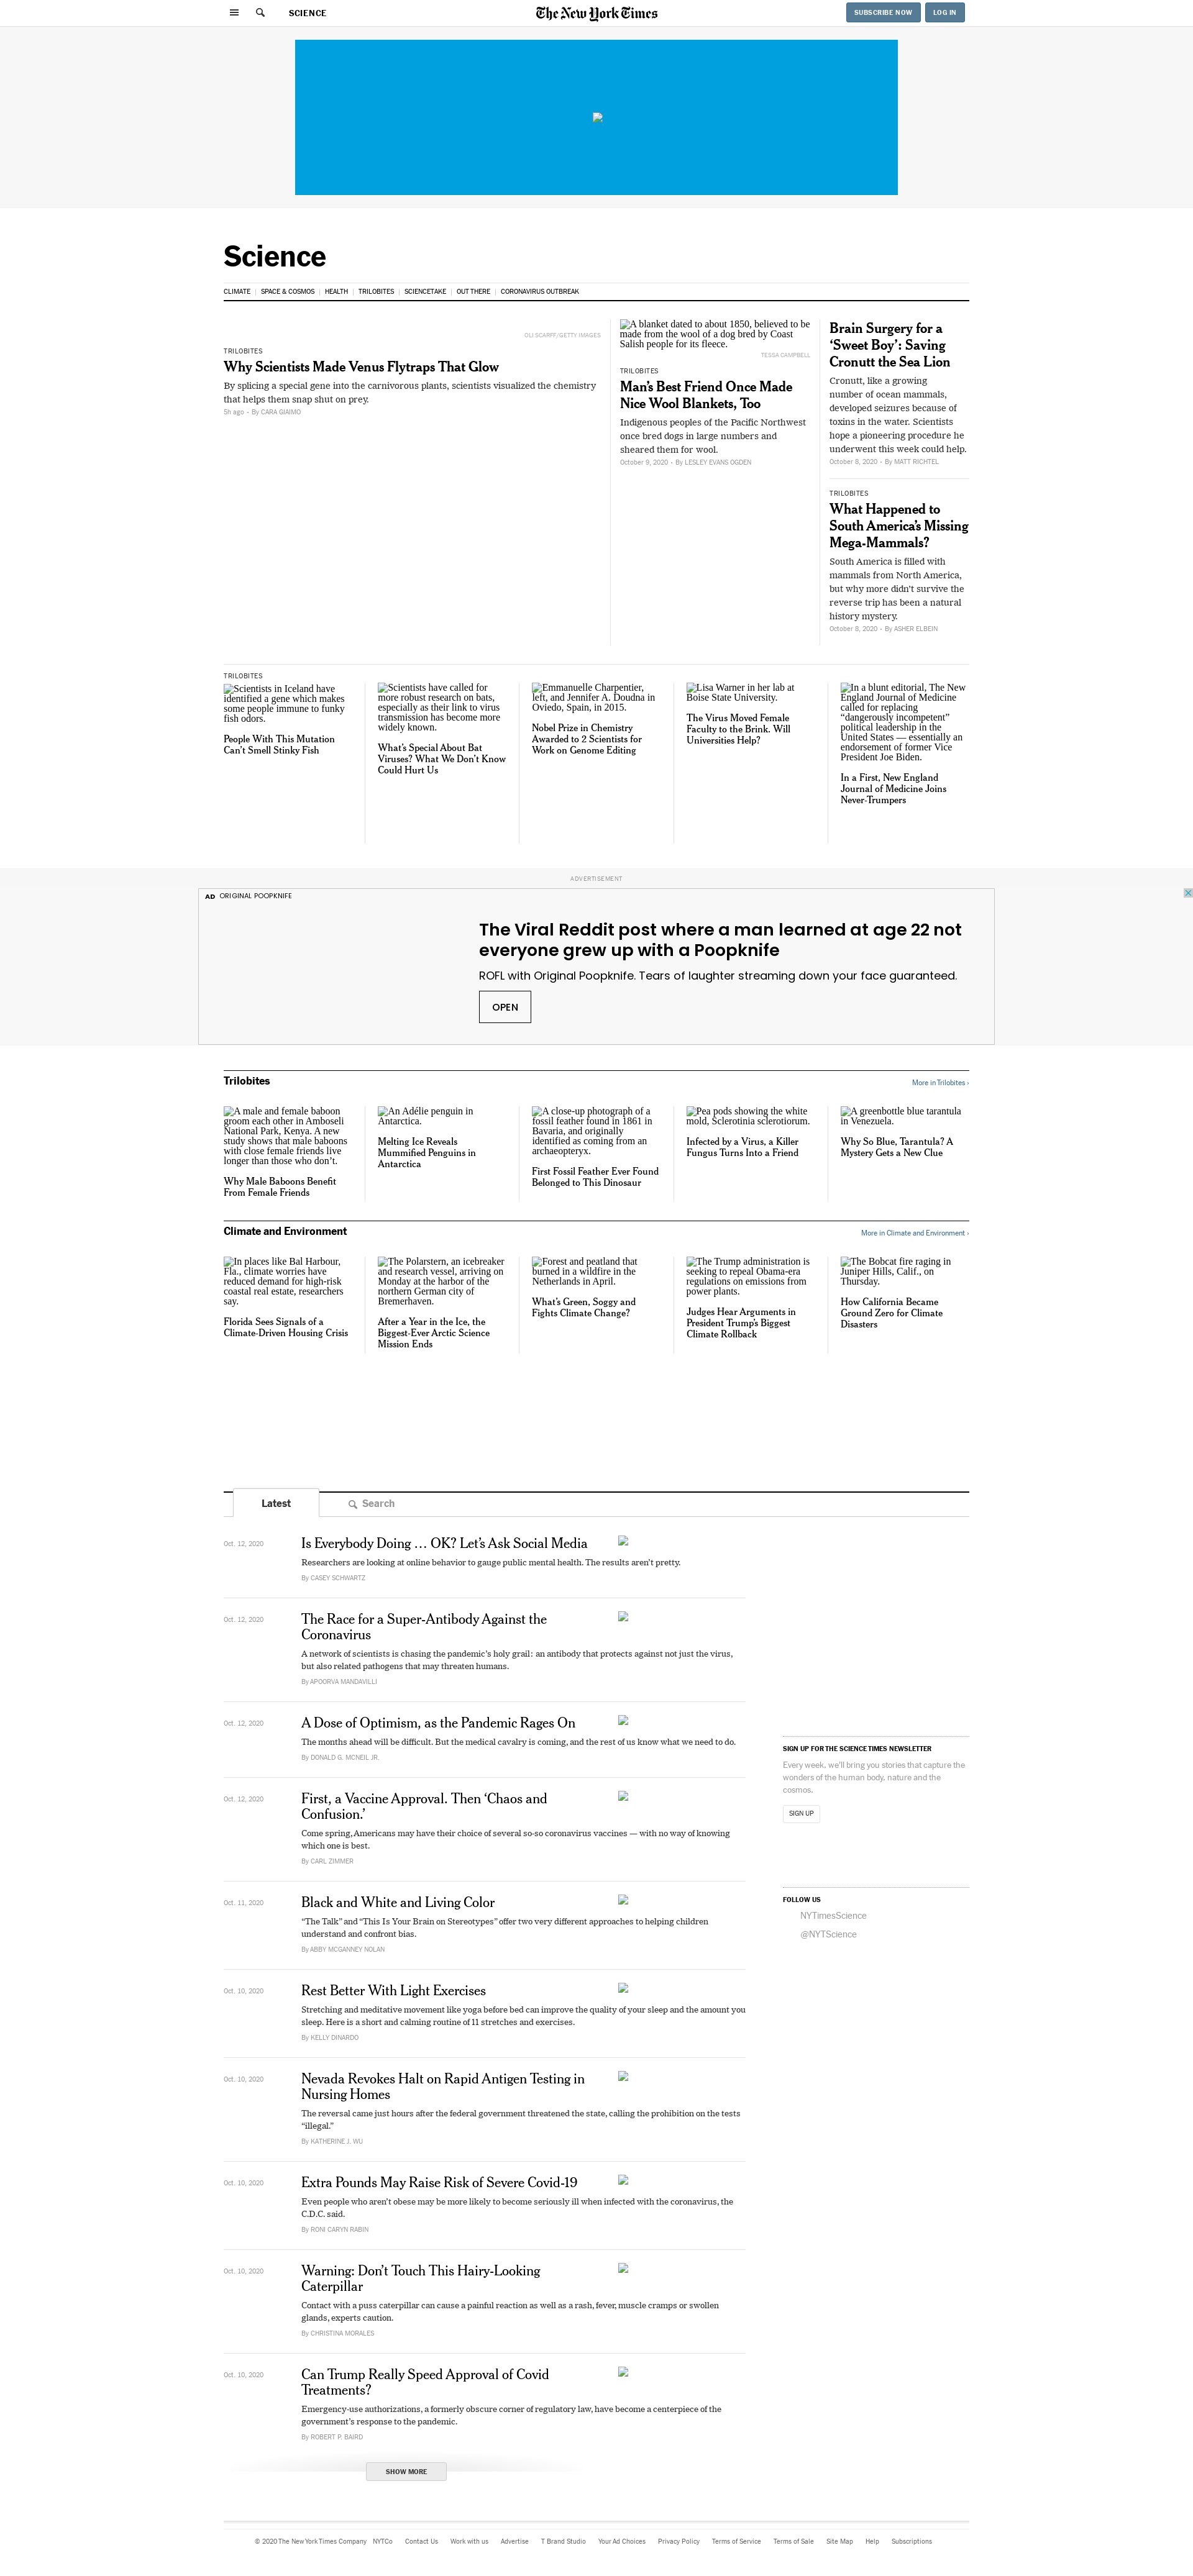 SCIENCE
The New York Times
SUBSCRIBE NOW
LOG IN
Science
CLIMATE | SPACE & COSMOS | HEALTH | TRILOBITES | SCIENCETAKE | OUT THERE | CORONAVIRUS OUTBREAK
OLI SCARFF/GETTY IMAGES
TRILOBITES
Why Scientists Made Venus Flytraps That Glow
By splicing a special gene into the carnivorous plants, scientists visualized the chemistry
that helps them snap shut on prey.
5h ago • By CARA GIAIMO
A blanket dated to about 1850, believed to be
made from the wool of a dog bred by Coast
Salish people for its fleece.
TESSA CAMPBELL
TRILOBITES
Man’s Best Friend Once Made
Nice Wool Blankets, Too
Indigenous peoples of the Pacific Northwest
once bred dogs in large numbers and
sheared them for wool.
October 9, 2020 • By LESLEY EVANS OGDEN
Brain Surgery for a
‘Sweet Boy’: Saving
Cronutt the Sea Lion
Cronutt, like a growing
number of ocean mammals,
developed seizures because of
toxins in the water. Scientists
hope a pioneering procedure he
underwent this week could help.
October 8, 2020 • By MATT RICHTEL
TRILOBITES
What Happened to
South America’s Missing
Mega-Mammals?
South America is filled with
mammals from North America,
but why more didn’t survive the
reverse trip has been a natural
history mystery.
October 8, 2020 • By ASHER ELBEIN
TRILOBITES
Scientists in Iceland have
identified a gene which makes
some people immune to funky
fish odors.
People With This Mutation
Can’t Smell Stinky Fish
Scientists have called for
more robust research on bats,
especially as their link to virus
transmission has become more
widely known.
What’s Special About Bat
Viruses? What We Don’t Know
Could Hurt Us
Emmanuelle Charpentier,
left, and Jennifer A. Doudna in
Oviedo, Spain, in 2015.
Nobel Prize in Chemistry
Awarded to 2 Scientists for
Work on Genome Editing
Lisa Warner in her lab at
Boise State University.
The Virus Moved Female
Faculty to the Brink. Will
Universities Help?
In a blunt editorial, The New
England Journal of Medicine
called for replacing
“dangerously incompetent”
political leadership in the
United States — essentially an
endorsement of former Vice
President Joe Biden.
In a First, New England
Journal of Medicine Joins
Never-Trumpers
ADVERTISEMENT
AD ORIGINAL POOPKNIFE
The Viral Reddit post where a man learned at age 22 not
everyone grew up with a Poopknife
ROFL with Original Poopknife. Tears of laughter streaming down your face guaranteed.
OPEN
Trilobites
More in Trilobites ›
A male and female baboon
groom each other in Amboseli
National Park, Kenya. A new
study shows that male baboons
with close female friends live
longer than those who don’t.
Why Male Baboons Benefit
From Female Friends
An Adélie penguin in
Antarctica.
Melting Ice Reveals
Mummified Penguins in
Antarctica
A close-up photograph of a
fossil feather found in 1861 in
Bavaria, and originally
identified as coming from an
archaeopteryx.
First Fossil Feather Ever Found
Belonged to This Dinosaur
Pea pods showing the white
mold, Sclerotinia sclerotiorum.
Infected by a Virus, a Killer
Fungus Turns Into a Friend
A greenbottle blue tarantula
in Venezuela.
Why So Blue, Tarantula? A
Mystery Gets a New Clue
Climate and Environment
More in Climate and Environment ›
In places like Bal Harbour,
Fla., climate worries have
reduced demand for high-risk
coastal real estate, researchers
say.
Florida Sees Signals of a
Climate-Driven Housing Crisis
The Polarstern, an icebreaker
and research vessel, arriving on
Monday at the harbor of the
northern German city of
Bremerhaven.
After a Year in the Ice, the
Biggest-Ever Arctic Science
Mission Ends
Forest and peatland that
burned in a wildfire in the
Netherlands in April.
What’s Green, Soggy and
Fights Climate Change?
The Trump administration is
seeking to repeal Obama-era
regulations on emissions from
power plants.
Judges Hear Arguments in
President Trump’s Biggest
Climate Rollback
The Bobcat fire raging in
Juniper Hills, Calif., on
Thursday.
How California Became
Ground Zero for Climate
Disasters
Latest
Search
Oct. 12, 2020
Is Everybody Doing … OK? Let’s Ask Social Media
Researchers are looking at online behavior to gauge public mental health. The results aren’t pretty.
By CASEY SCHWARTZ
Oct. 12, 2020
The Race for a Super-Antibody Against the
Coronavirus
A network of scientists is chasing the pandemic’s holy grail: an antibody that protects against not just the virus,
but also related pathogens that may threaten humans.
By APOORVA MANDAVILLI
Oct. 12, 2020
A Dose of Optimism, as the Pandemic Rages On
The months ahead will be difficult. But the medical cavalry is coming, and the rest of us know what we need to do.
By DONALD G. MCNEIL JR.
Oct. 12, 2020
First, a Vaccine Approval. Then ‘Chaos and
Confusion.’
Come spring, Americans may have their choice of several so-so coronavirus vaccines — with no way of knowing
which one is best.
By CARL ZIMMER
Oct. 11, 2020
Black and White and Living Color
“The Talk” and “This Is Your Brain on Stereotypes” offer two very different approaches to helping children
understand and confront bias.
By ABBY MCGANNEY NOLAN
Oct. 10, 2020
Rest Better With Light Exercises
Stretching and meditative movement like yoga before bed can improve the quality of your sleep and the amount you
sleep. Here is a short and calming routine of 11 stretches and exercises.
By KELLY DINARDO
Oct. 10, 2020
Nevada Revokes Halt on Rapid Antigen Testing in
Nursing Homes
The reversal came just hours after the federal government threatened the state, calling the prohibition on the tests
“illegal.”
By KATHERINE J. WU
Oct. 10, 2020
Extra Pounds May Raise Risk of Severe Covid-19
Even people who aren’t obese may be more likely to become seriously ill when infected with the coronavirus, the
C.D.C. said.
By RONI CARYN RABIN
Oct. 10, 2020
Warning: Don’t Touch This Hairy-Looking
Caterpillar
Contact with a puss caterpillar can cause a painful reaction as well as a rash, fever, muscle cramps or swollen
glands, experts caution.
By CHRISTINA MORALES
Oct. 10, 2020
Can Trump Really Speed Approval of Covid
Treatments?
Emergency-use authorizations, a formerly obscure corner of regulatory law, have become a centerpiece of the
government’s response to the pandemic.
By ROBERT P. BAIRD
SHOW MORE
SIGN UP FOR THE SCIENCE TIMES NEWSLETTER
Every week, we’ll bring you stories that capture the
wonders of the human body, nature and the
cosmos.
SIGN UP
FOLLOW US
NYTimesScience
@NYTScience
© 2020 The New York Times Company NYTCo Contact Us Work with us Advertise T Brand Studio Your Ad Choices Privacy Policy Terms of Service Terms of Sale Site Map Help Subscriptions